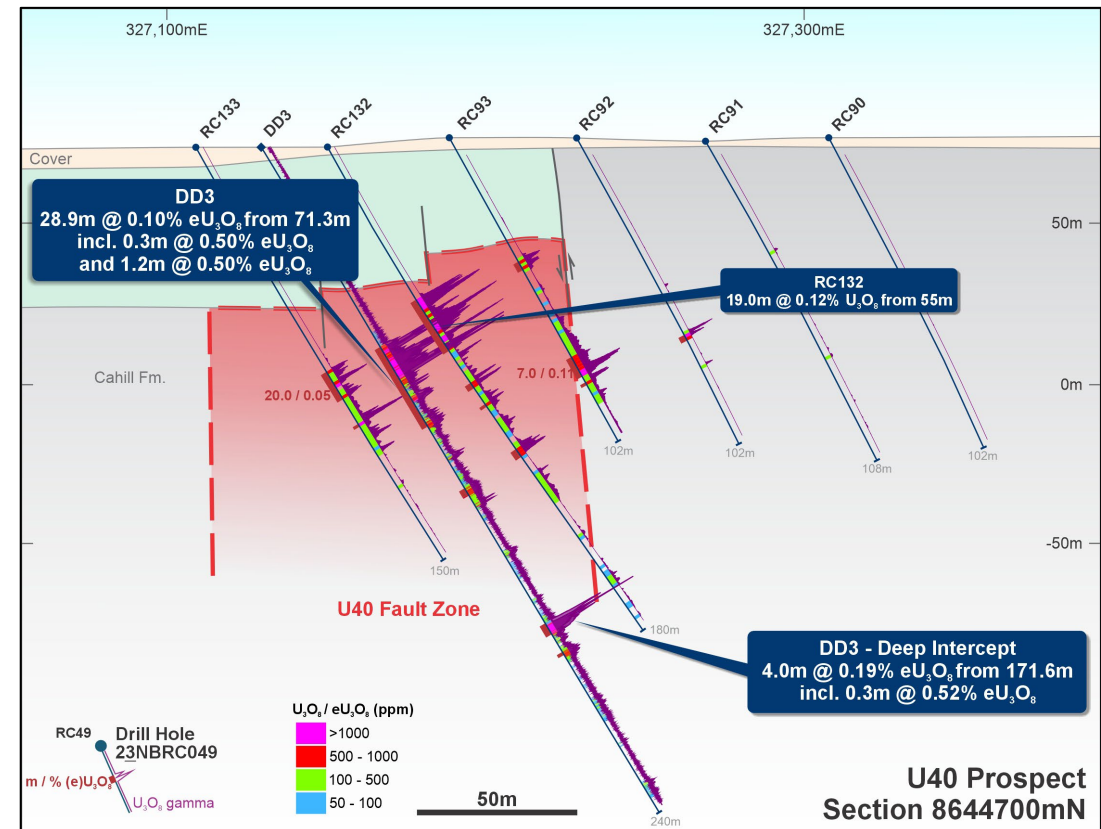 327,100mE
327,300mE
RC133
DD3
RC132
RC93
RC92
RC91
RC90
Cover
DD3
28.9m @ 0.10% eU₃O₈ from 71.3m
incl. 0.3m @ 0.50% eU₃O₈
and 1.2m @ 0.50% eU₃O₈
50m
RC132
19.0m @ 0.12% U₃O₈ from 55m
Cahill Fm.
20.0 / 0.05
7.0 / 0.11
0m
102m
102m
108m
102m
-50m
150m
U40 Fault Zone
180m
DD3 - Deep Intercept
4.0m @ 0.19% eU₃O₈ from 171.6m
incl. 0.3m @ 0.52% eU₃O₈
U₃O₈ / eU₃O₈ (ppm)
>1000
500 - 1000
100 - 500
50 - 100
RC49
Drill Hole
23NBRC049
m / % (e)U₃O₈
U₃O₈ gamma
50m
240m
U40 Prospect
Section 8644700mN